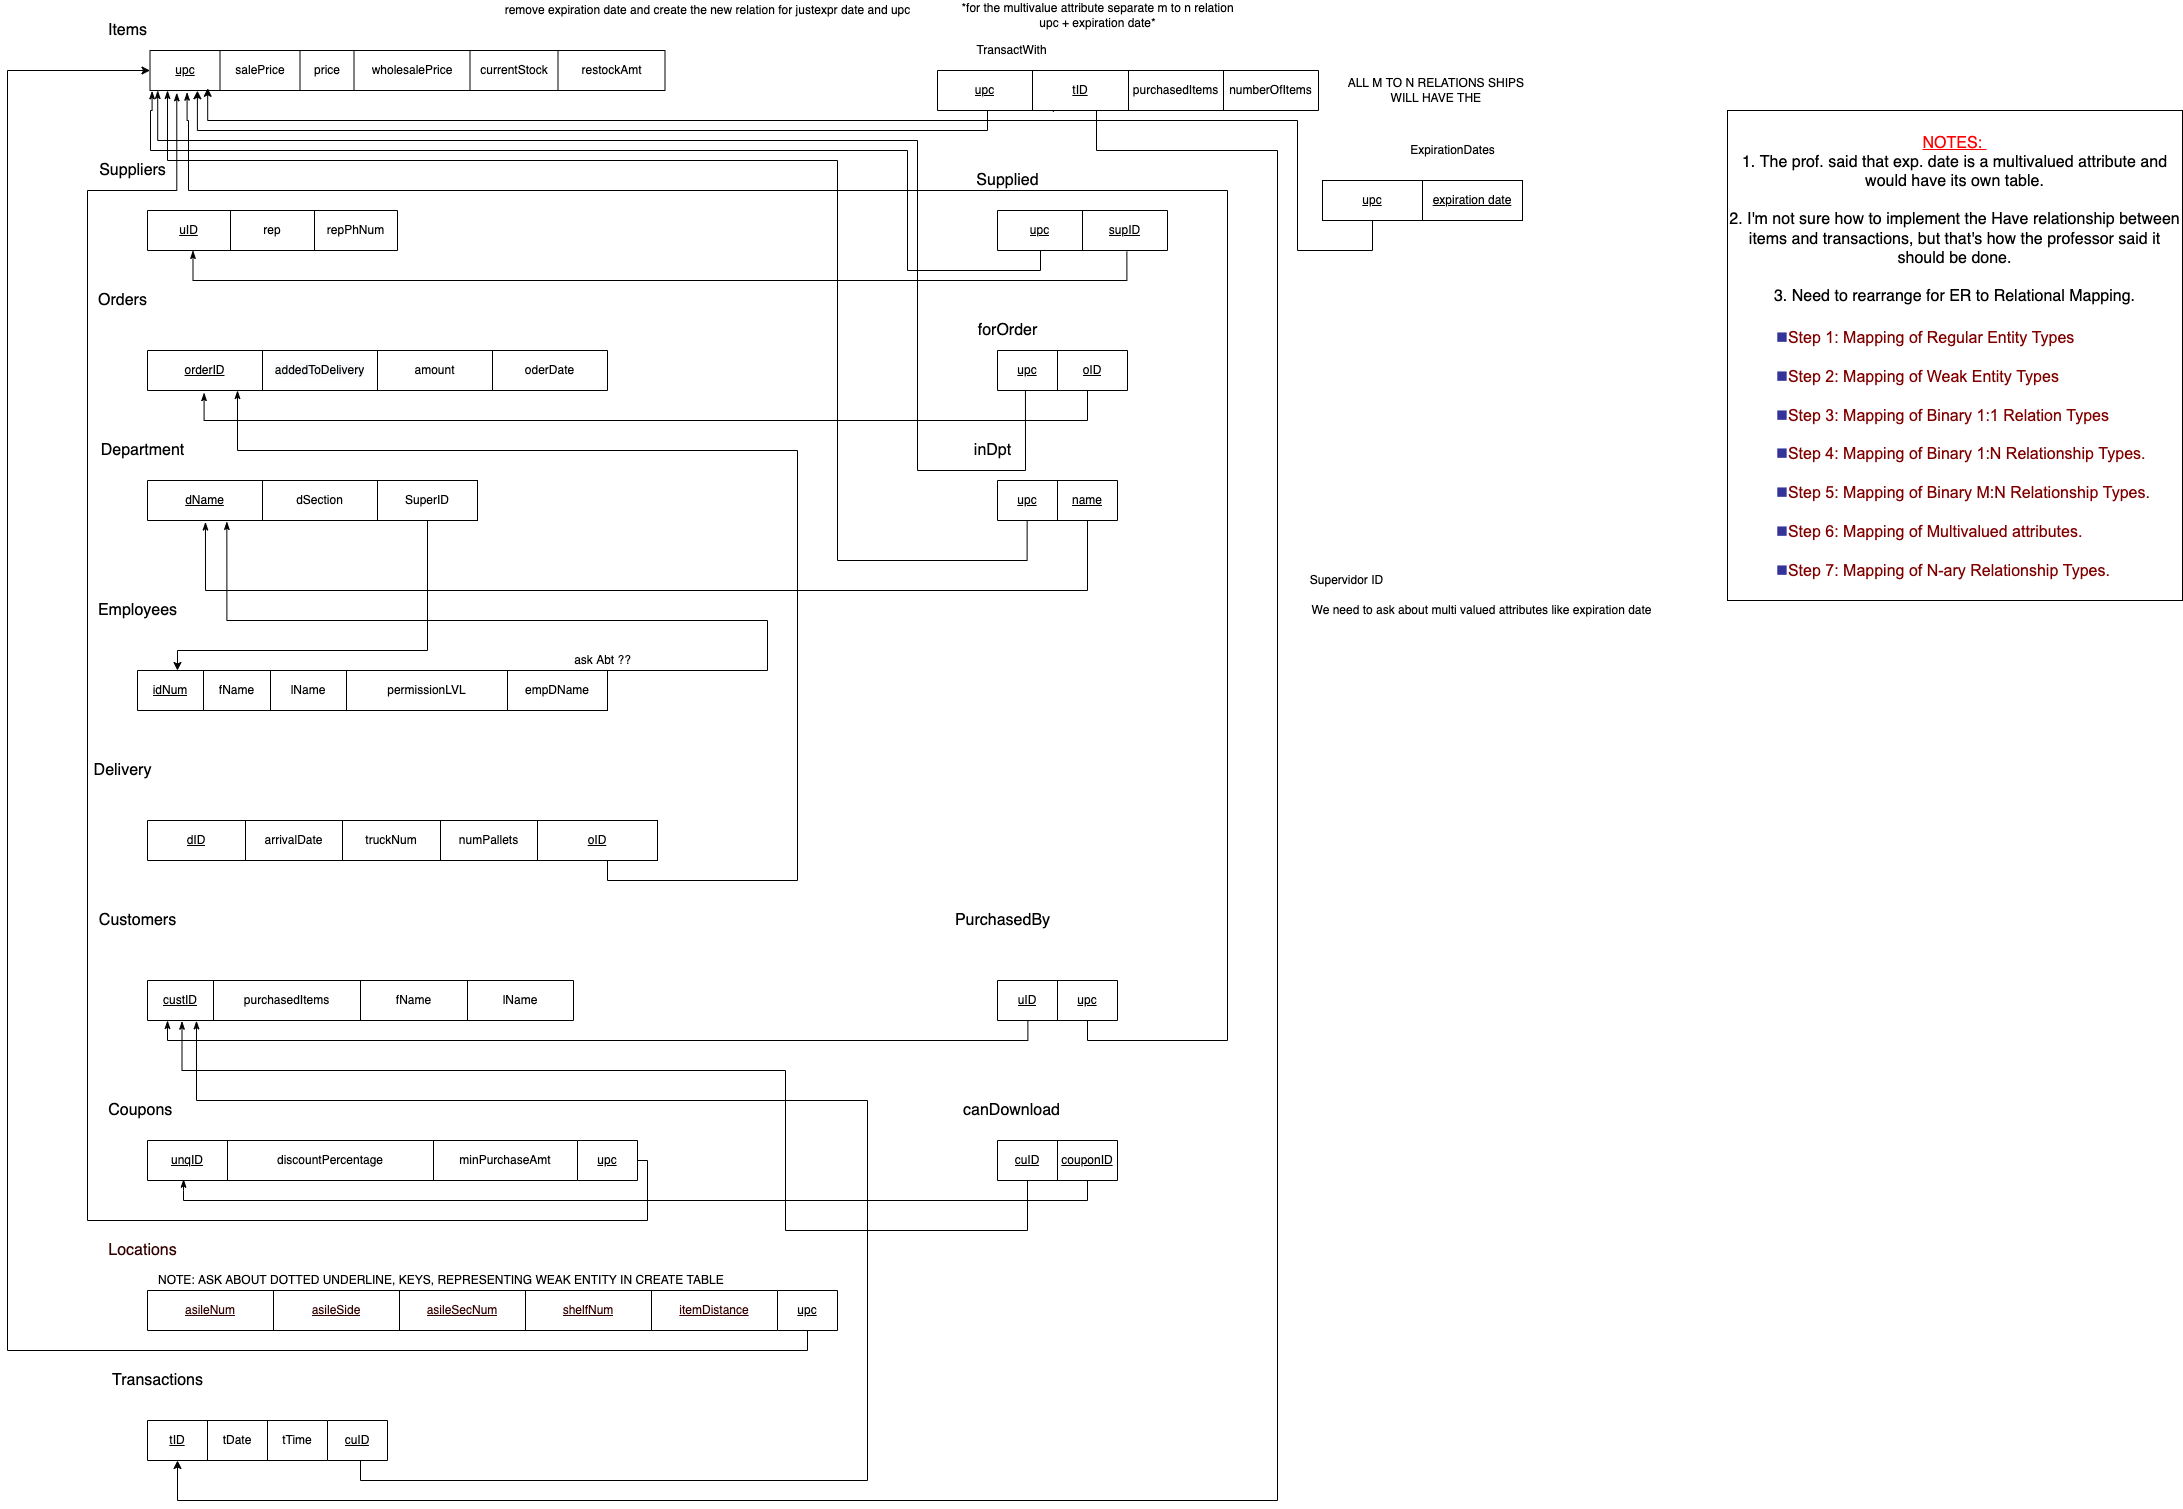 remove expiration date and create the new relation for justexpr date and upc
*for the multivalue attribute separate m to n relation
upc + expiration date*
Items
upc salePrice price wholesalePrice currentStock restockAmt
TransactWith
upc tID purchasedItems numberOfItems
ALL M TO N RELATIONS SHIPS
WILL HAVE THE
ExpirationDates
upc expiration date
Suppliers
uID rep repPhNum
Supplied
upc supID
Orders
orderID addedToDelivery amount oderDate
forOrder
upc oID
Department
dName dSection SuperID
inDpt
upc name
Employees
ask Abt ??
idNum fName lName permissionLVL empDName
Supervidor ID
We need to ask about multi valued attributes like expiration date
Delivery
dID arrivalDate truckNum numPallets oID
Customers
custID purchasedItems fName lName
PurchasedBy
uID upc
Coupons
unqID discountPercentage minPurchaseAmt upc
canDownload
cuID couponID
Locations
NOTE: ASK ABOUT DOTTED UNDERLINE, KEYS, REPRESENTING WEAK ENTITY IN CREATE TABLE
asileNum asileSide asileSecNum shelfNum itemDistance upc
Transactions
tID tDate tTime cuID
NOTES:
1. The prof. said that exp. date is a multivalued attribute and
would have its own table.
2. I'm not sure how to implement the Have relationship between
items and transactions, but that's how the professor said it
should be done.
3. Need to rearrange for ER to Relational Mapping.
■Step 1: Mapping of Regular Entity Types
■Step 2: Mapping of Weak Entity Types
■Step 3: Mapping of Binary 1:1 Relation Types
■Step 4: Mapping of Binary 1:N Relationship Types.
■Step 5: Mapping of Binary M:N Relationship Types.
■Step 6: Mapping of Multivalued attributes.
■Step 7: Mapping of N-ary Relationship Types.